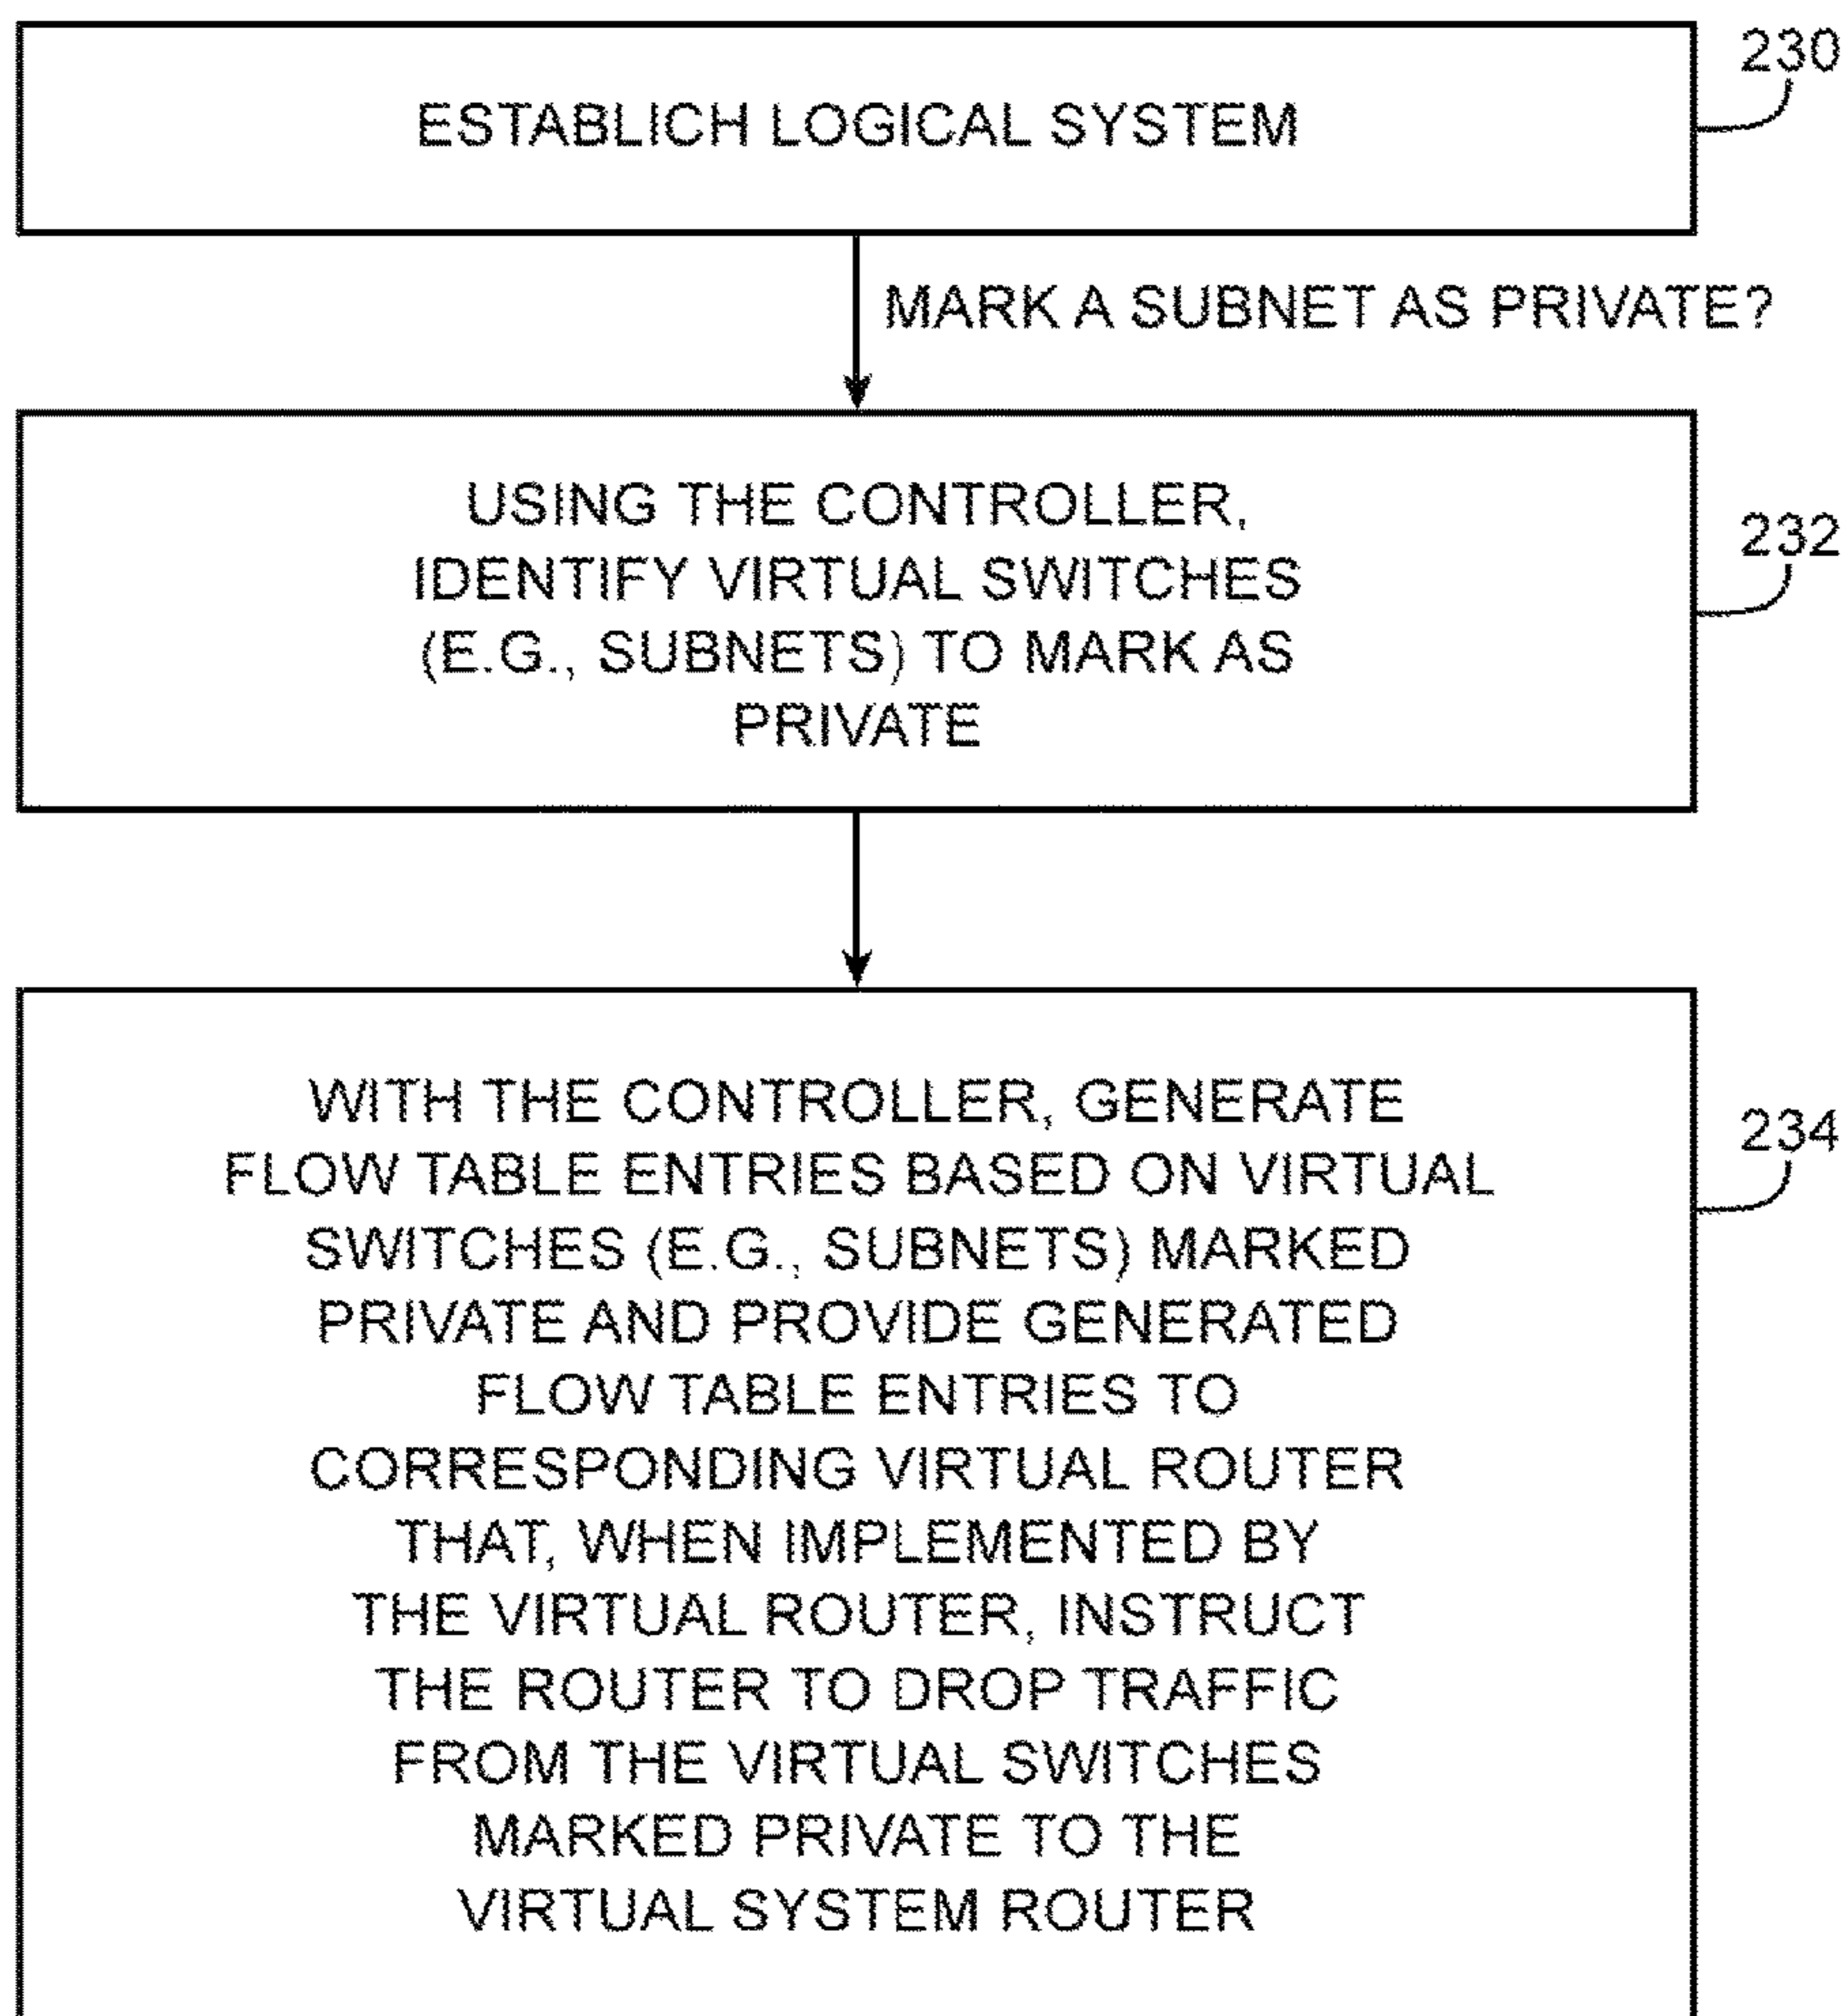 230
ESTABLICH LOGICAL SYSTEM
MARK A SUBNET AS PRIVATE?
232
USING THE CONTROLLER,
IDENTIFY VIRTUAL SWITCHES
(E.G., SUBNETS) TO MARK AS
PRIVATE
234
WITH THE CONTROLLER, GENERATE
FLOW TABLE ENTRIES BASED ON VIRTUAL
SWITCHES (E.G., SUBNETS) MARKED
PRIVATE AND PROVIDE GENERATED
FLOW TABLE ENTRIES TO
CORRESPONDING VIRTUAL ROUTER
THAT, WHEN IMPLEMENTED BY
THE VIRTUAL ROUTER, INSTRUCT
THE ROUTER TO DROP TRAFFIC
FROM THE VIRTUAL SWITCHES
MARKED PRIVATE TO THE
VIRTUAL SYSTEM ROUTER